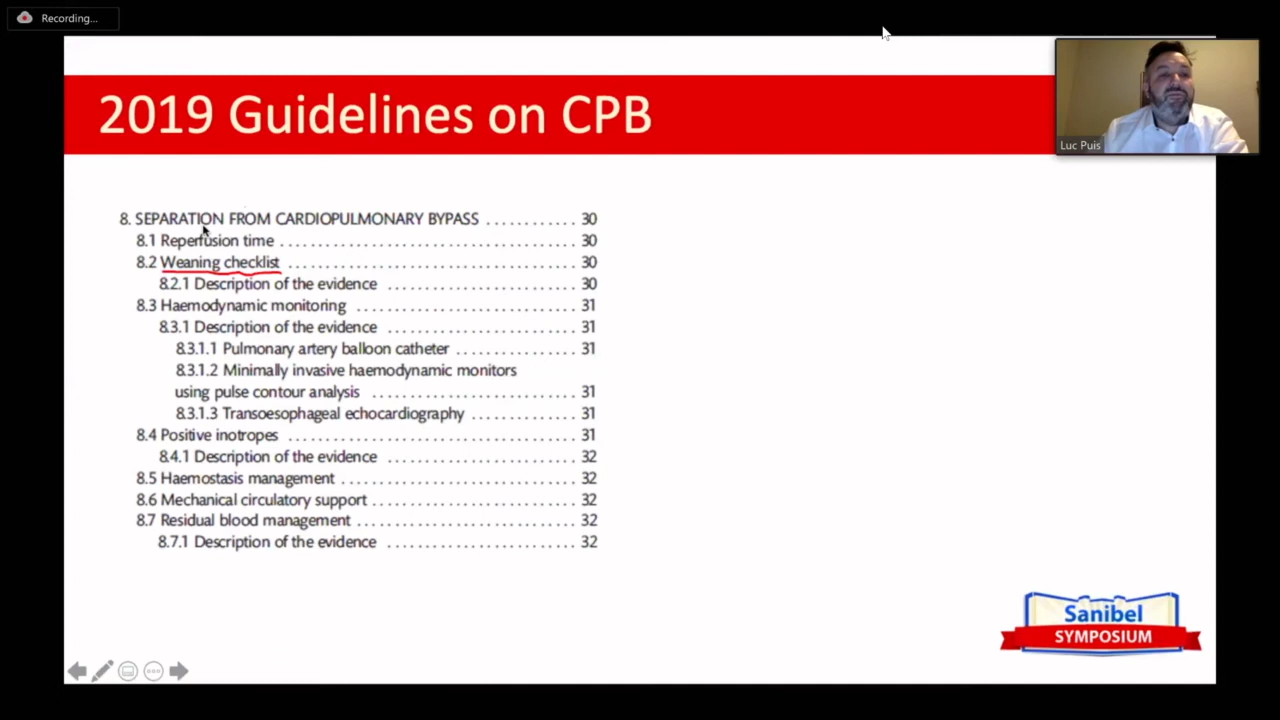 Recording...
2019 Guidelines on CPB
Luc Puis
8. SEPARATION FROM CARDIOPULMONARY BYPASS ............ 30
8.1 Reperfusion time ................................. 30
8.2 Weaning checklist ................................ 30
8.2.1 Description of the evidence ..................... 30
8.3 Haemodynamic monitoring ........................ 31
8.3.1 Description of the evidence ..................... 31
8.3.1.1 Pulmonary artery balloon catheter ............. 31
8.3.1.2 Minimally invasive haemodynamic monitors
using pulse contour analysis ........................ 31
8.3.1.3 Transoesophageal echocardiography ............ 31
8.4 Positive inotropes ................................ 31
8.4.1 Description of the evidence ..................... 32
8.5 Haemostasis management .......................... 32
8.6 Mechanical circulatory support ...................... 32
8.7 Residual blood management ........................ 32
8.7.1 Description of the evidence ..................... 32
Sanibel
SYMPOSIUM